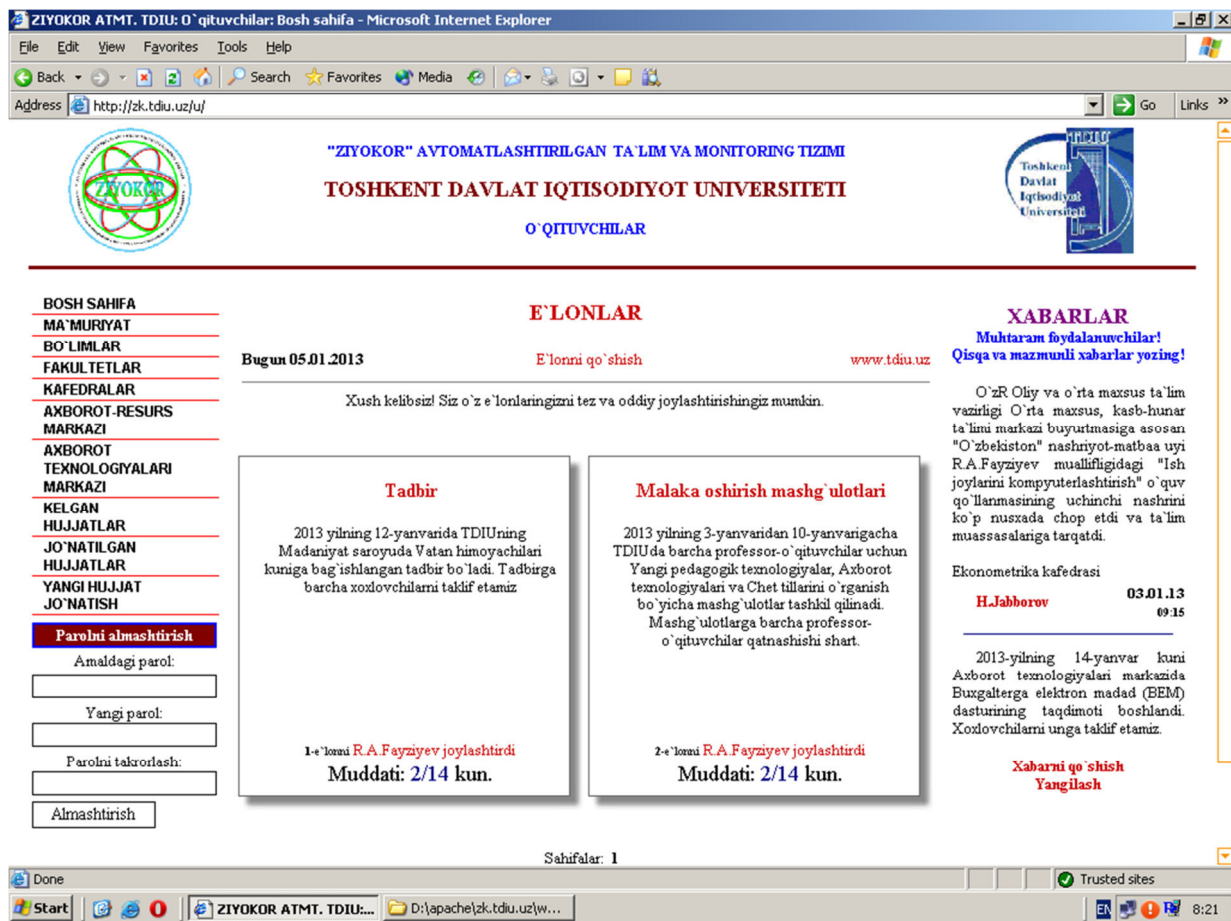 ZIYOKOR ATMT. TDIU: O`qituvchilar: Bosh sahifa - Microsoft Internet Explorer
File Edit View Favorites Tools Help
Back Search Favorites Media
Address http://zk.tdiu.uz/u/ Go Links »
ZIYOKOR
"ZIYOKOR" AVTOMATLASHTIRILGAN TA`LIM VA MONITORING TIZIMI
TOSHKENT DAVLAT IQTISODIYOT UNIVERSITETI
O`QITUVCHILAR
Toshkent
Davlat
Iqtisodiyot
Universiteti
BOSH SAHIFA
MA`MURIYAT
BO`LIMLAR
FAKULTETLAR
KAFEDRALAR
AXBOROT-RESURS
MARKAZI
AXBOROT
TEXNOLOGIYALARI
MARKAZI
KELGAN
HUJJATLAR
JO`NATILGAN
HUJJATLAR
YANGI HUJJAT
JO`NATISH
Parolni almashtirish
Amaldagi parol:
Yangi parol:
Parolni takrorlash:
Almashtirish
E`LONLAR
Bugun 05.01.2013 E`lonni qo`shish www.tdiu.uz
Xush kelibsiz! Siz o`z e`lonlaringizni tez va oddiy joylashtirishingiz mumkin.
Tadbir
2013 yilning 12-yanvarida TDIUning
Madaniyat saroyuda Vatan himoyachilari
kuniga bag`ishlangan tadbir bo`ladi. Tadbirga
barcha xoxlovchilarni taklif etamiz
1-e`lonni R.A.Fayziyev joylashtirdi
Muddati: 2/14 kun.
Malaka oshirish mashg`ulotlari
2013 yilning 3-yanvaridan 10-yanvarigacha
TDIUda barcha professor-o`qituvchilar uchun
Yangi pedagogik texnologiyalar, Axborot
texnologiyalari va Chet tillarini o`rganish
bo`yicha mashg`ulotlar tashkil qilinadi.
Mashg`ulotlarga barcha professor-
o`qituvchilar qatnashishi shart.
2-e`lonni R.A.Fayziyev joylashtirdi
Muddati: 2/14 kun.
Sahifalar: 1
XABARLAR
Muhtaram foydalanuvchilar!
Qisqa va mazmunli xabarlar yozing!
O`zR Oliy va o`rta maxsus ta`lim
vazirligi O`rta maxsus, kasb-hunar
ta`limi markazi buyurtmasiga asosan
"O`zbekiston" nashriyot-matbaa uyi
R.A.Fayziyev muallifligidagi "Ish
joylarini kompyuterlashtirish" o`quv
qo`llanmasining uchinchi nashrini
ko`p nusxada chop etdi va ta`lim
muassasalariga tarqatdi.
Ekonometrika kafedrasi
H.Jabborov 03.01.13
09:15
2013-yilning 14-yanvar kuni
Axborot texnologiyalari markazida
Buxgalterga elektron madad (BEM)
dasturining taqdimoti boshlandi.
Xoxlovchilarni unga taklif etamiz.
Xabarni qo`shish
Yangilash
Done Trusted sites
Start ZIYOKOR ATMT. TDIU:... D:\apache\zk.tdiu.uz\w... EN 8:21